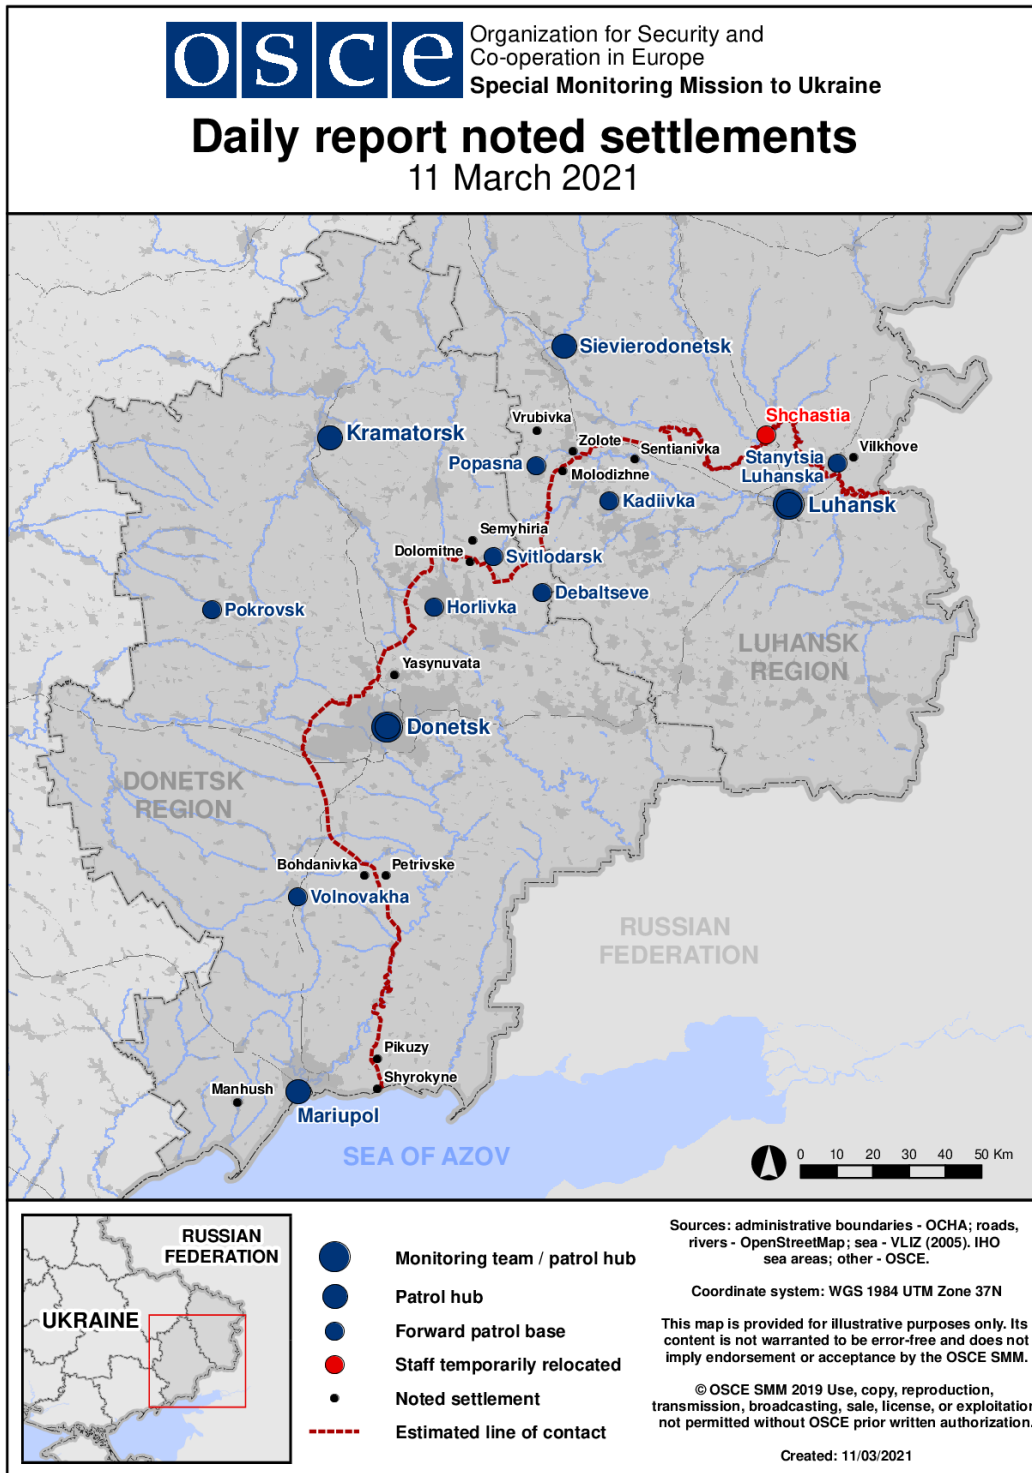 osce
Organization for Security and
Co-operation in Europe
Special Monitoring Mission to Ukraine
Daily report noted settlements
11 March 2021
Sievierodonetsk
Shchastia
Vrubivka
Kramatorsk
Zolote
Sentianivka
Vilkhove
Popasna
Stanytsia
Luhanska
Molodizhne
Kadiivka
Luhansk
Semyhiria
Dolomitne
Svitlodarsk
Debaltseve
Pokrovsk
Horlivka
LUHANSK
REGION
Yasynuvata
Donetsk
DONETSK
REGION
Bohdanivka
Petrivske
Volnovakha
RUSSIAN
FEDERATION
Pikuzy
Shyrokyne
Manhush
Mariupol
SEA OF AZOV
0 10 20 30 40 50 Km
RUSSIAN
FEDERATION
UKRAINE
Monitoring team / patrol hub
Patrol hub
Forward patrol base
Staff temporarily relocated
Noted settlement
Estimated line of contact
Sources: administrative boundaries - OCHA; roads,
rivers - OpenStreetMap; sea - VLIZ (2005). IHO
sea areas; other - OSCE.
Coordinate system: WGS 1984 UTM Zone 37N
This map is provided for illustrative purposes only. Its
content is not warranted to be error-free and does not
imply endorsement or acceptance by the OSCE SMM.
© OSCE SMM 2019 Use, copy, reproduction,
transmission, broadcasting, sale, license, or exploitation
not permitted without OSCE prior written authorization.
Created: 11/03/2021